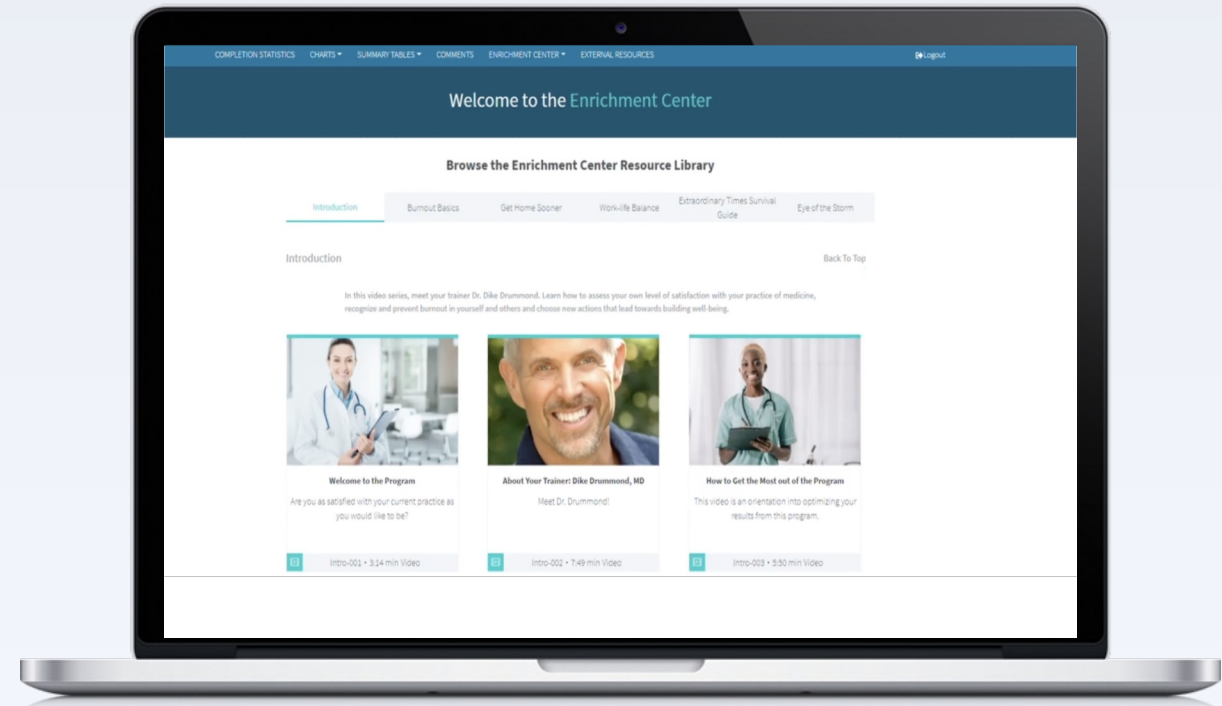 COMPLETION STATISTICS CHARTS SUMMARY TABLES COMMENTS ENRICHMENT CENTER EXTERNAL RESOURCES Logout
Welcome to the Enrichment Center
Browse the Enrichment Center Resource Library
Introduction Burnout Basics Get Home Sooner Work-life Balance Extraordinary Times Survival Guide Eye of the Storm
Introduction Back To Top
In this video series, meet your trainer Dr. Dike Drummond. Learn how to assess your own level of satisfaction with your practice of medicine,
recognize and prevent burnout in yourself and others and choose new actions that lead towards building well-being.
Welcome to the Program
Are you as satisfied with your current practice as
you would like to be?
Intro-001 • 3:14 min Video
About Your Trainer: Dike Drummond, MD
Meet Dr. Drummond!
Intro-002 • 7:49 min Video
How to Get the Most out of the Program
This video is an orientation into optimizing your
results from this program.
Intro-003 • 5:50 min Video